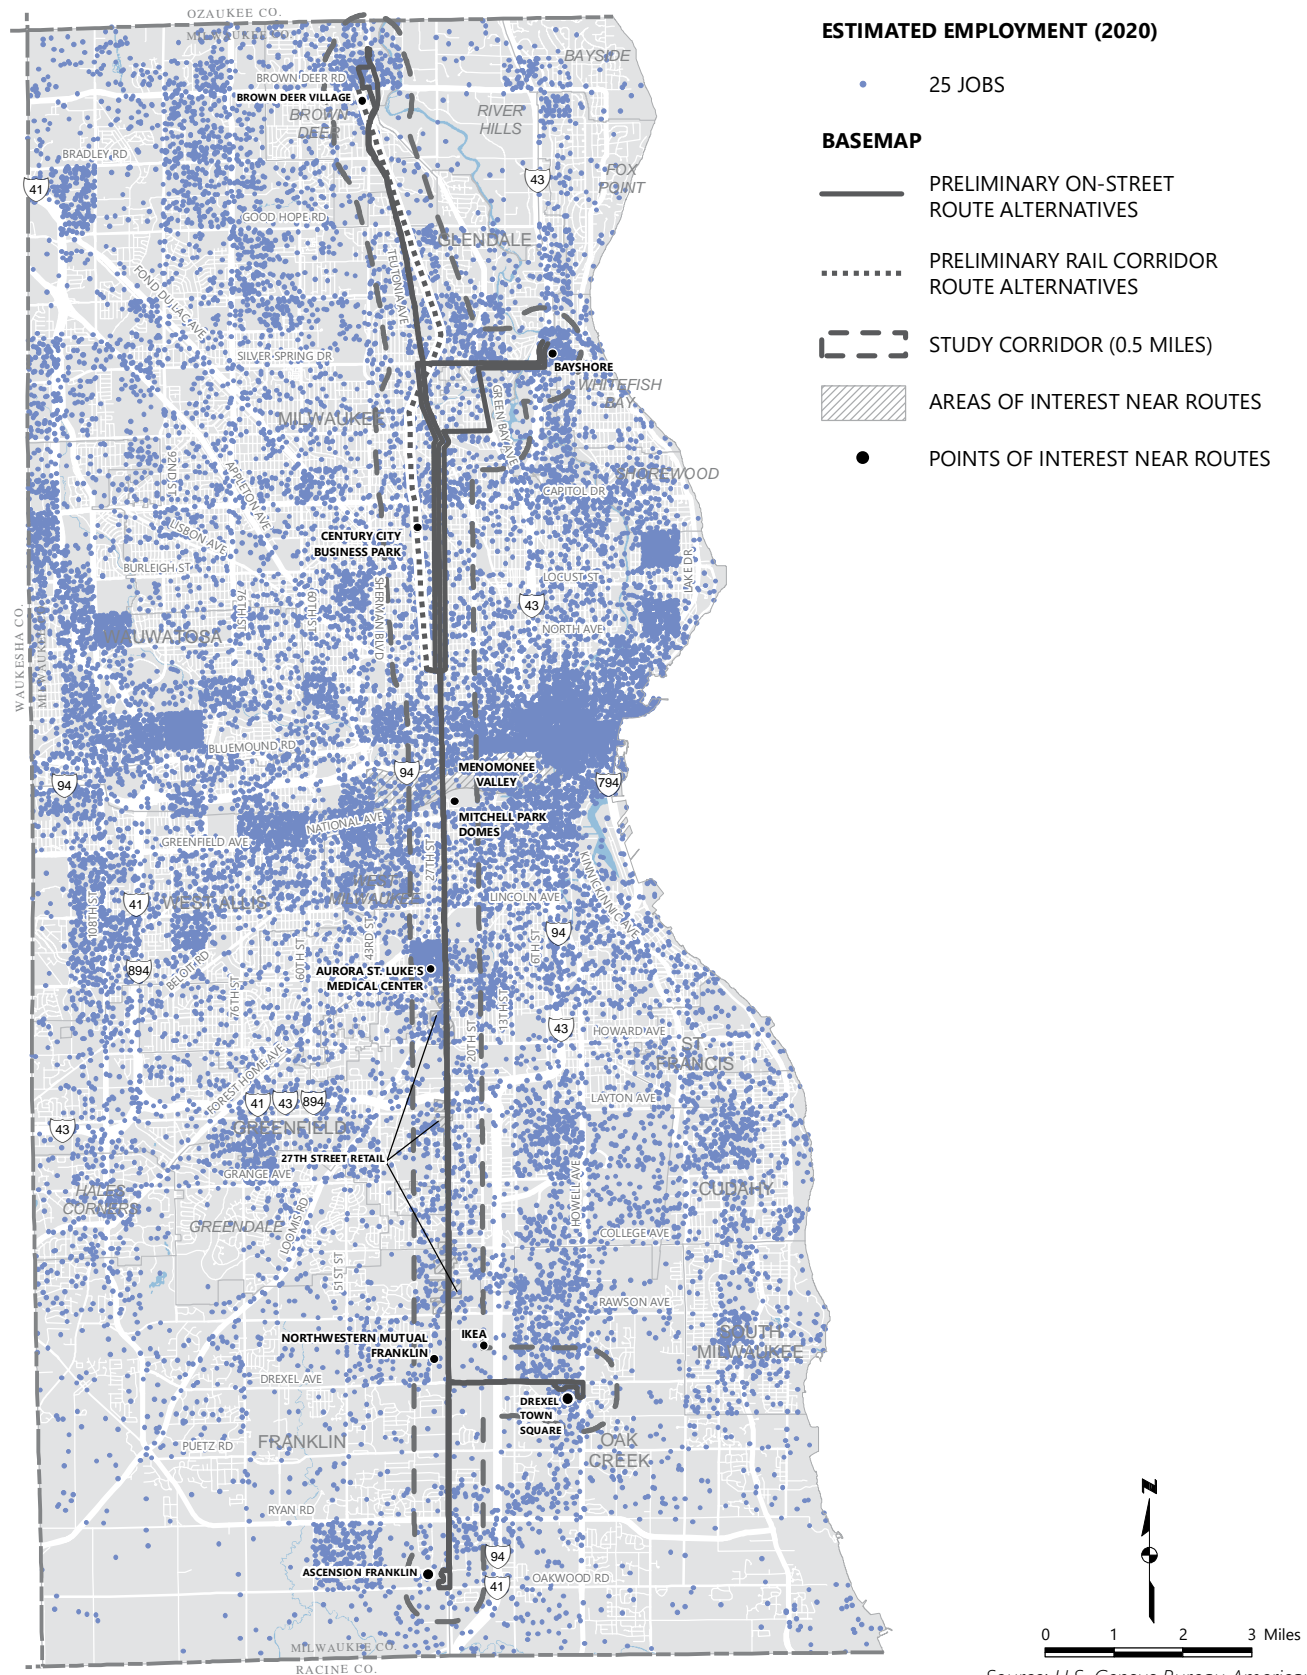 ESTIMATED EMPLOYMENT (2020)
25 JOBS
BASEMAP
PRELIMINARY ON-STREET
ROUTE ALTERNATIVES
PRELIMINARY RAIL CORRIDOR
ROUTE ALTERNATIVES
STUDY CORRIDOR (0.5 MILES)
AREAS OF INTEREST NEAR ROUTES
POINTS OF INTEREST NEAR ROUTES
OZAUKEE CO.
MILWAUKEE CO.
BAYSIDE
BROWN DEER RD
BROWN DEER VILLAGE
BROWN
DEER
RIVER
HILLS
BRADLEY RD
FOX
POINT
41
43
GOOD HOPE RD
GLENDALE
TEUTONIA AVE
FOND DU LAC AVE
SILVER SPRING DR
BAYSHORE
WHITEFISH
BAY
GREEN BAY AVE
MILWAUKEE
92ND ST
APPLETON AVE
SHOREWOOD
CAPITOL DR
LISBON AVE
CENTURY CITY
BUSINESS PARK
BURLEIGH ST
LOCUST ST
LAKE DR
76TH ST
60TH ST
SHERMAN BLVD
43
NORTH AVE
WAUWATOSA
WAUKESHA CO.
MILWAUKEE
BLUEMOUND RD
94
94
MENOMONEE
VALLEY
794
MITCHELL PARK
DOMES
NATIONAL AVE
GREENFIELD AVE
27TH ST
KINNICKINNIC AVE
WEST
MILWAUKEE
LINCOLN AVE
41
WEST ALLIS
108TH ST
43RD ST
60TH ST
6TH ST
94
894
BELOIT RD
AURORA ST. LUKE'S
MEDICAL CENTER
76TH ST
13TH ST
20TH ST
43
HOWARD AVE
ST.
FRANCIS
FOREST HOME AVE
LAYTON AVE
41
43
894
43
GREENFIELD
27TH STREET RETAIL
GRANGE AVE
HALES
CORNERS
CUDAHY
GREENDALE
LOOMIS RD
HOWELL AVE
COLLEGE AVE
51ST ST
RAWSON AVE
NORTHWESTERN MUTUAL
FRANKLIN
IKEA
SOUTH
MILWAUKEE
DREXEL AVE
DREXEL
TOWN
SQUARE
PUETZ RD
FRANKLIN
OAK
CREEK
RYAN RD
94
ASCENSION FRANKLIN
41
OAKWOOD RD
MILWAUKEE CO.
RACINE CO.
N
0 1 2 3 Miles